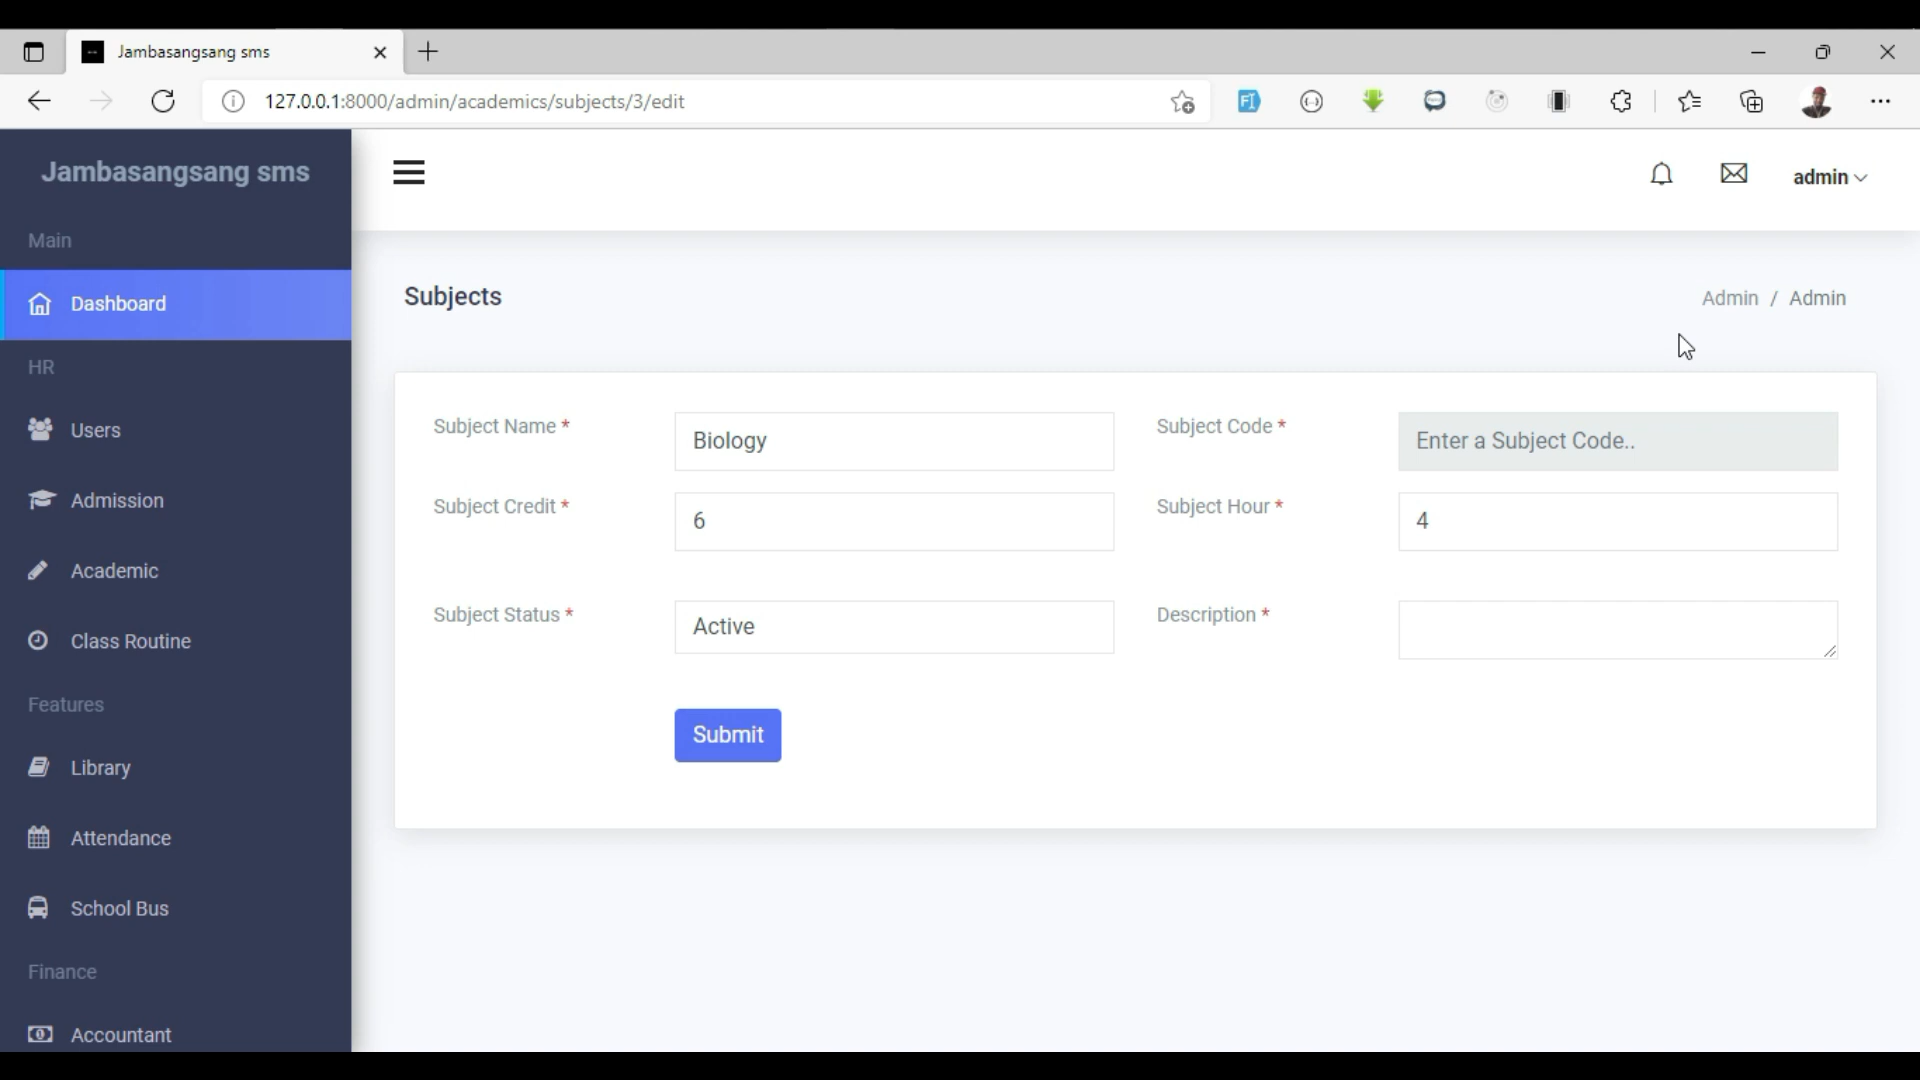 Jambasangsang sms
127.0.0.1:8000/admin/academics/subjects/3/edit
Jambasangsang sms
admin
Main
Dashboard
HR
Users
Admission
Academic
Class Routine
Features
Library
Attendance
School Bus
Finance
Accountant
Subjects
Admin / Admin
Subject Name * Biology Subject Code * Enter a Subject Code..
Subject Credit * 6 Subject Hour * 4
Subject Status * Active Description *
Submit